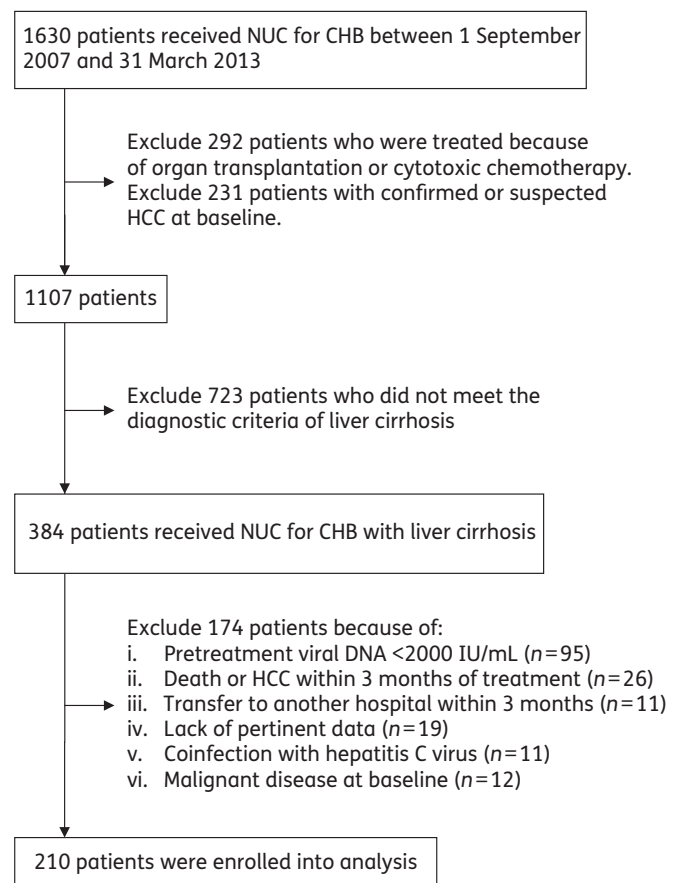 1630 patients received NUC for CHB between 1 September
2007 and 31 March 2013
Exclude 292 patients who were treated because
of organ transplantation or cytotoxic chemotherapy.
Exclude 231 patients with confirmed or suspected
HCC at baseline.
1107 patients
Exclude 723 patients who did not meet the
diagnostic criteria of liver cirrhosis
384 patients received NUC for CHB with liver cirrhosis
Exclude 174 patients because of:
i. Pretreatment viral DNA <2000 IU/mL (n=95)
ii. Death or HCC within 3 months of treatment (n=26)
iii. Transfer to another hospital within 3 months (n=11)
iv. Lack of pertinent data (n=19)
v. Coinfection with hepatitis C virus (n=11)
vi. Malignant disease at baseline (n=12)
210 patients were enrolled into analysis